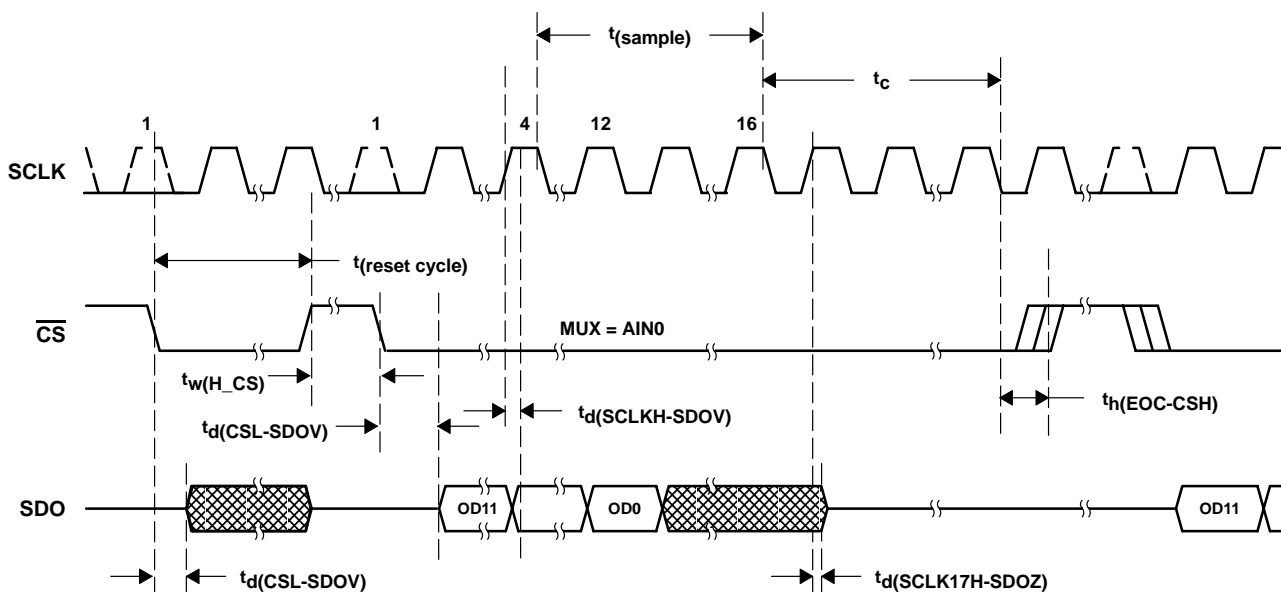 t(sample)
tc
1 1 4 12 16
SCLK
t(reset cycle)
CS
MUX = AIN0
tw(H_CS)
td(SCLKH-SDOV)
th(EOC-CSH)
td(CSL-SDOV)
SDO
OD11 OD0 OD11
td(CSL-SDOV)
td(SCLK17H-SDOZ)